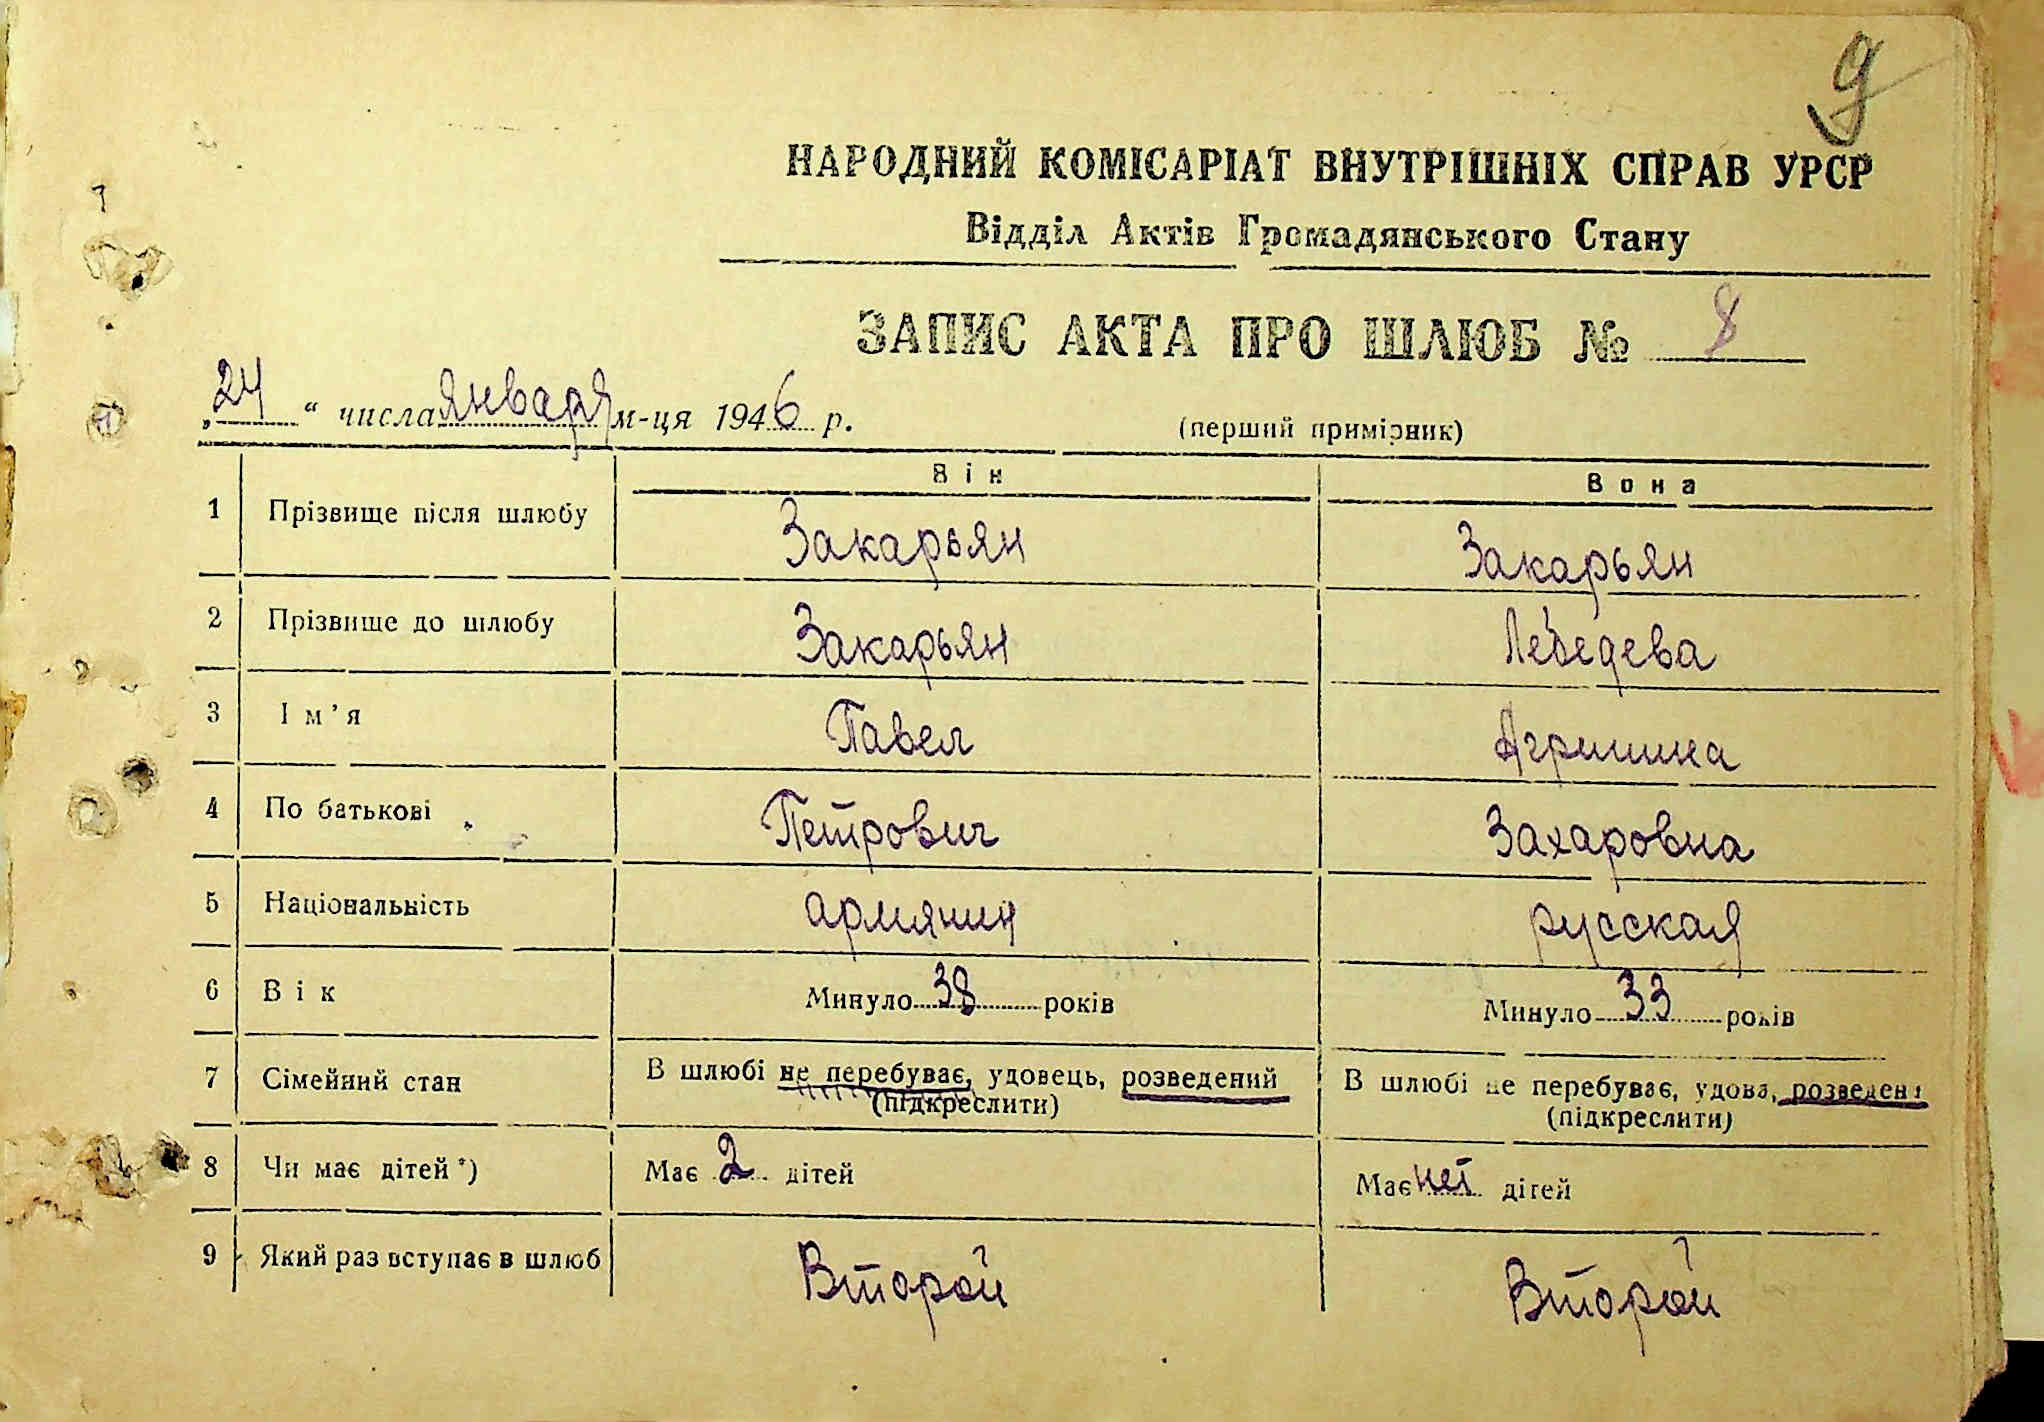 9
НАРОДНИЙ КОМІСАРІАТ ВНУТРІШНІХ СПРАВ УРСР
Відділ Актів Громадянського Стану
ЗАПИС АКТА ПРО ШЛЮБ № 8
„24“ числа января м-ця 1946 р. (перший примірник)
Він Вона
1 Прізвище після шлюбу Закарьян Закарьян
2 Прізвище до шлюбу Закарьян Лебедева
3 Ім'я Павел Агрипина
4 По батькові Петрович Захаровна
5 Національність армянин русская
6 Вік Минуло 38 років Минуло 33 років
7 Сімейний стан В шлюбі не перебуває, удовець, розведений В шлюбі не перебуває, удова, розведена
(підкреслити) (підкреслити)
8 Чи має дітей*) Має 2 дітей Має нет дітей
9 Який раз вступає в шлюб Второй Второй